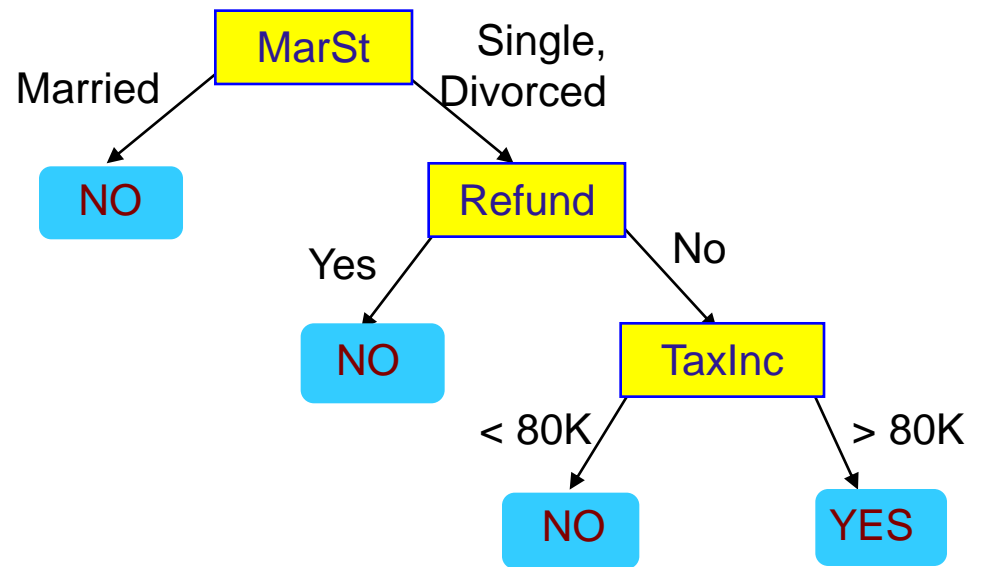 MarSt
Single,
Divorced
Married
NO
Refund
Yes
No
NO
TaxInc
< 80K
> 80K
NO
YES